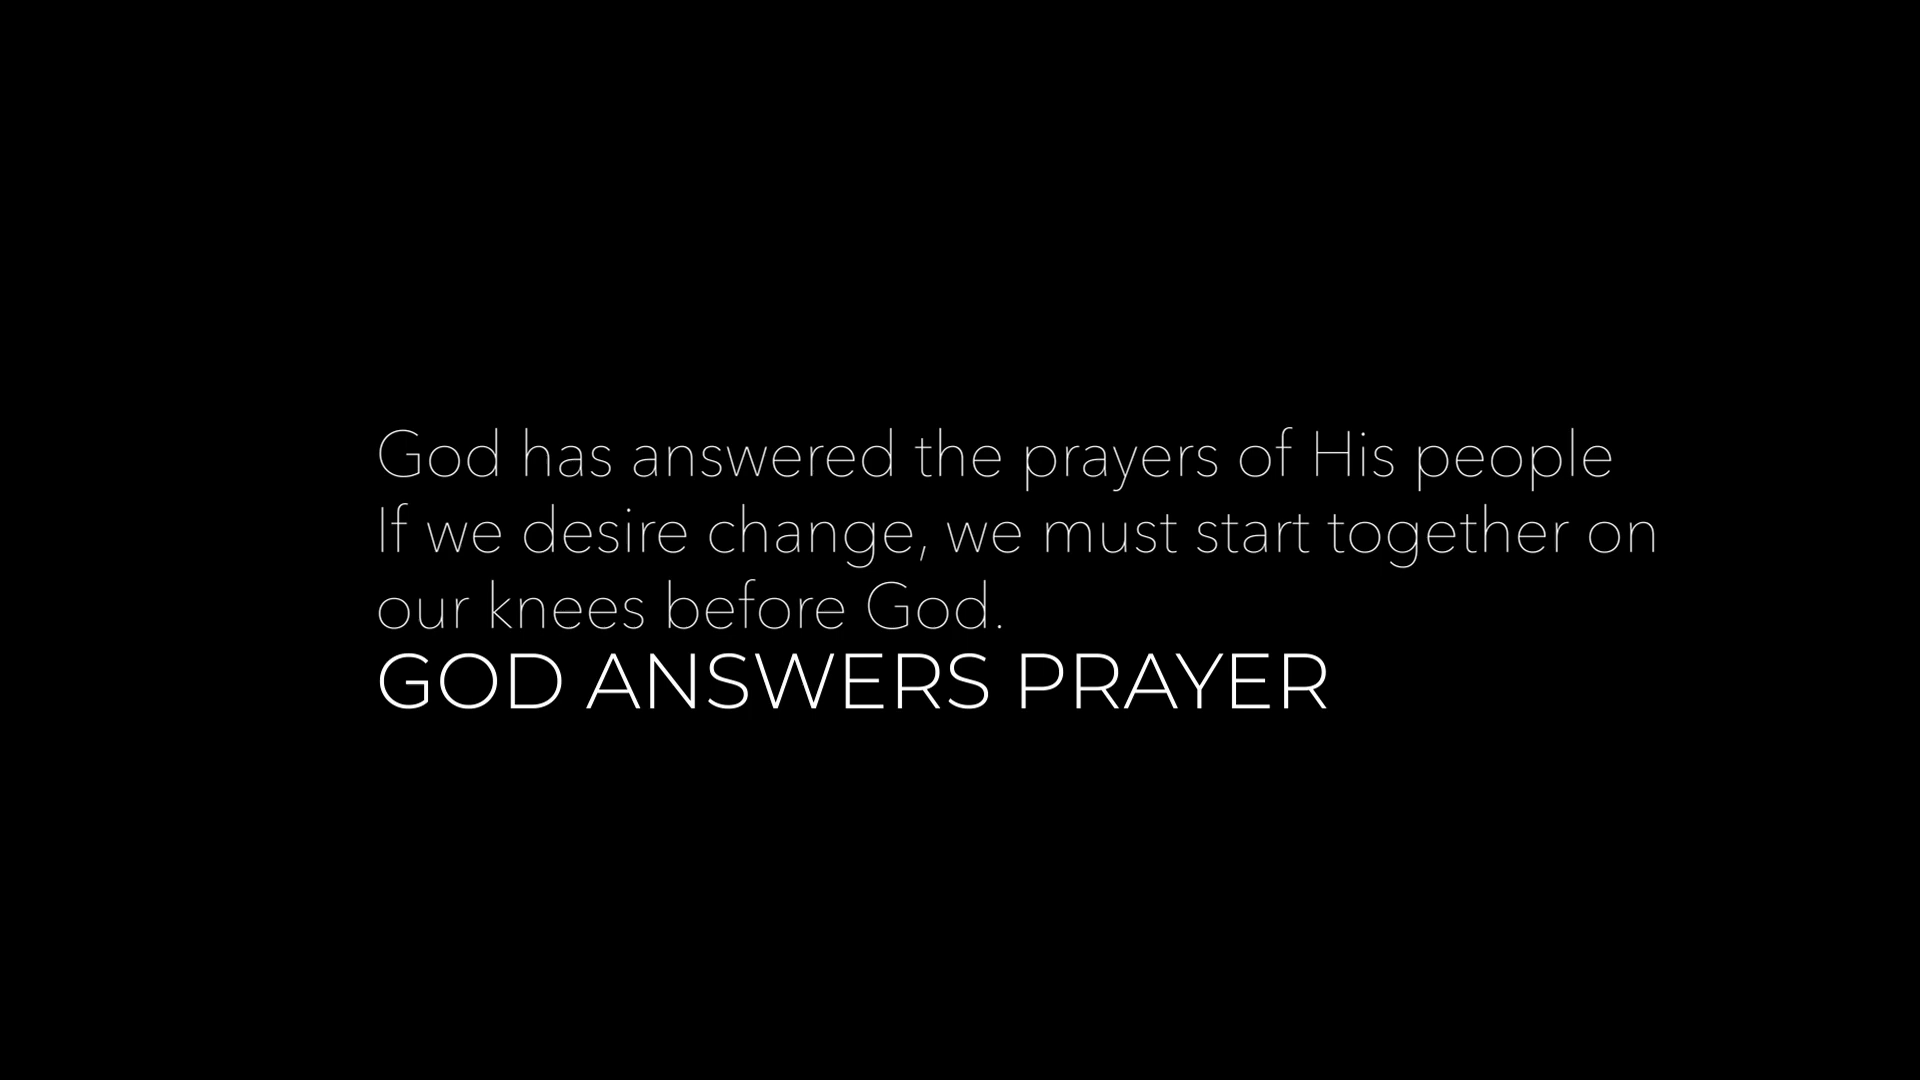 God has answered the prayers of His people
If we desire change, we must start together on
our knees before God.
GOD ANSWERS PRAYER